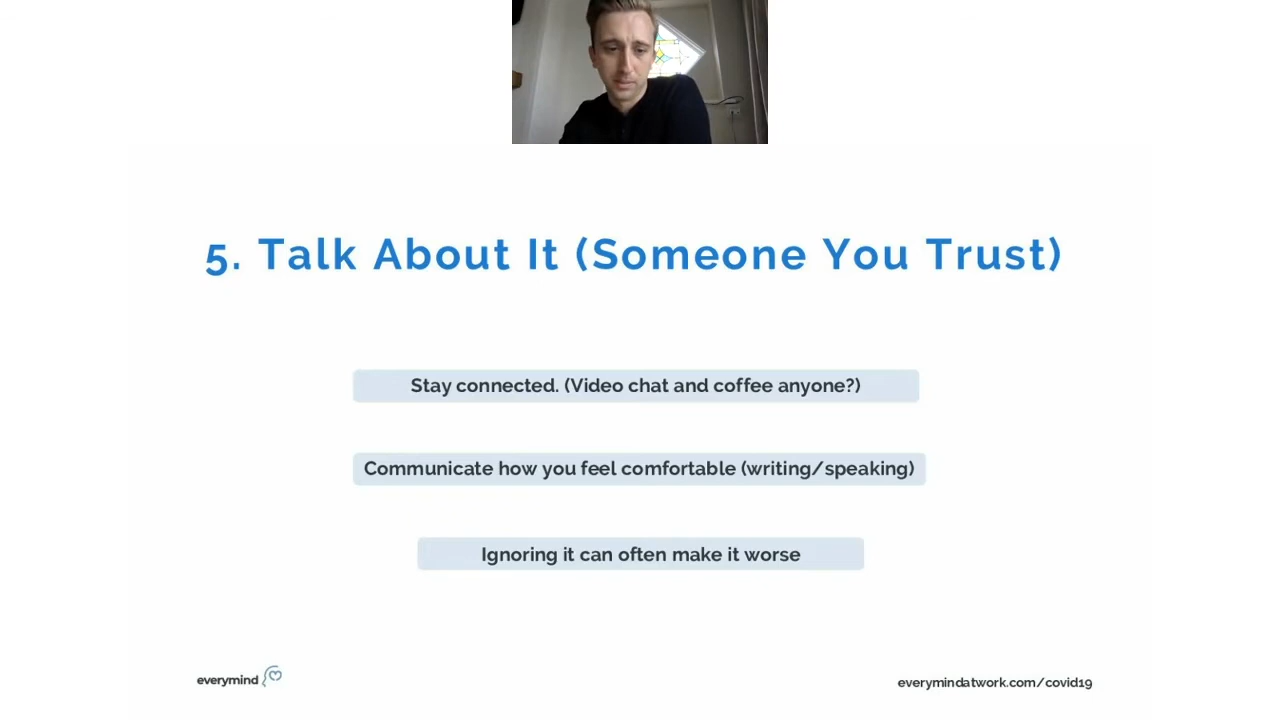 5. Talk About It (Someone You Trust)
Stay connected. (Video chat and coffee anyone?)
Communicate how you feel comfortable (writing/speaking)
Ignoring it can often make it worse
everymind
everymindatwork.com/covid19